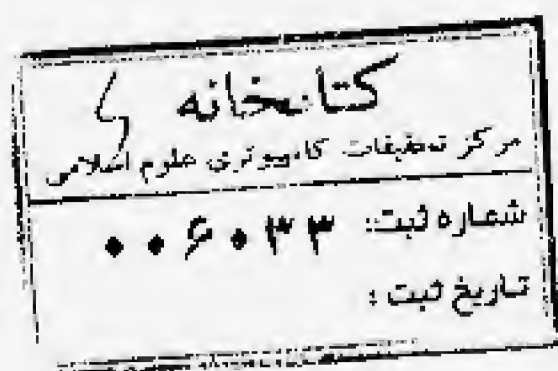 کتابخانه
مرکز تحقیقات کامپیوتری علوم اسلامی
شماره ثبت: ۰۰۶۰۳۳
تاریخ ثبت: